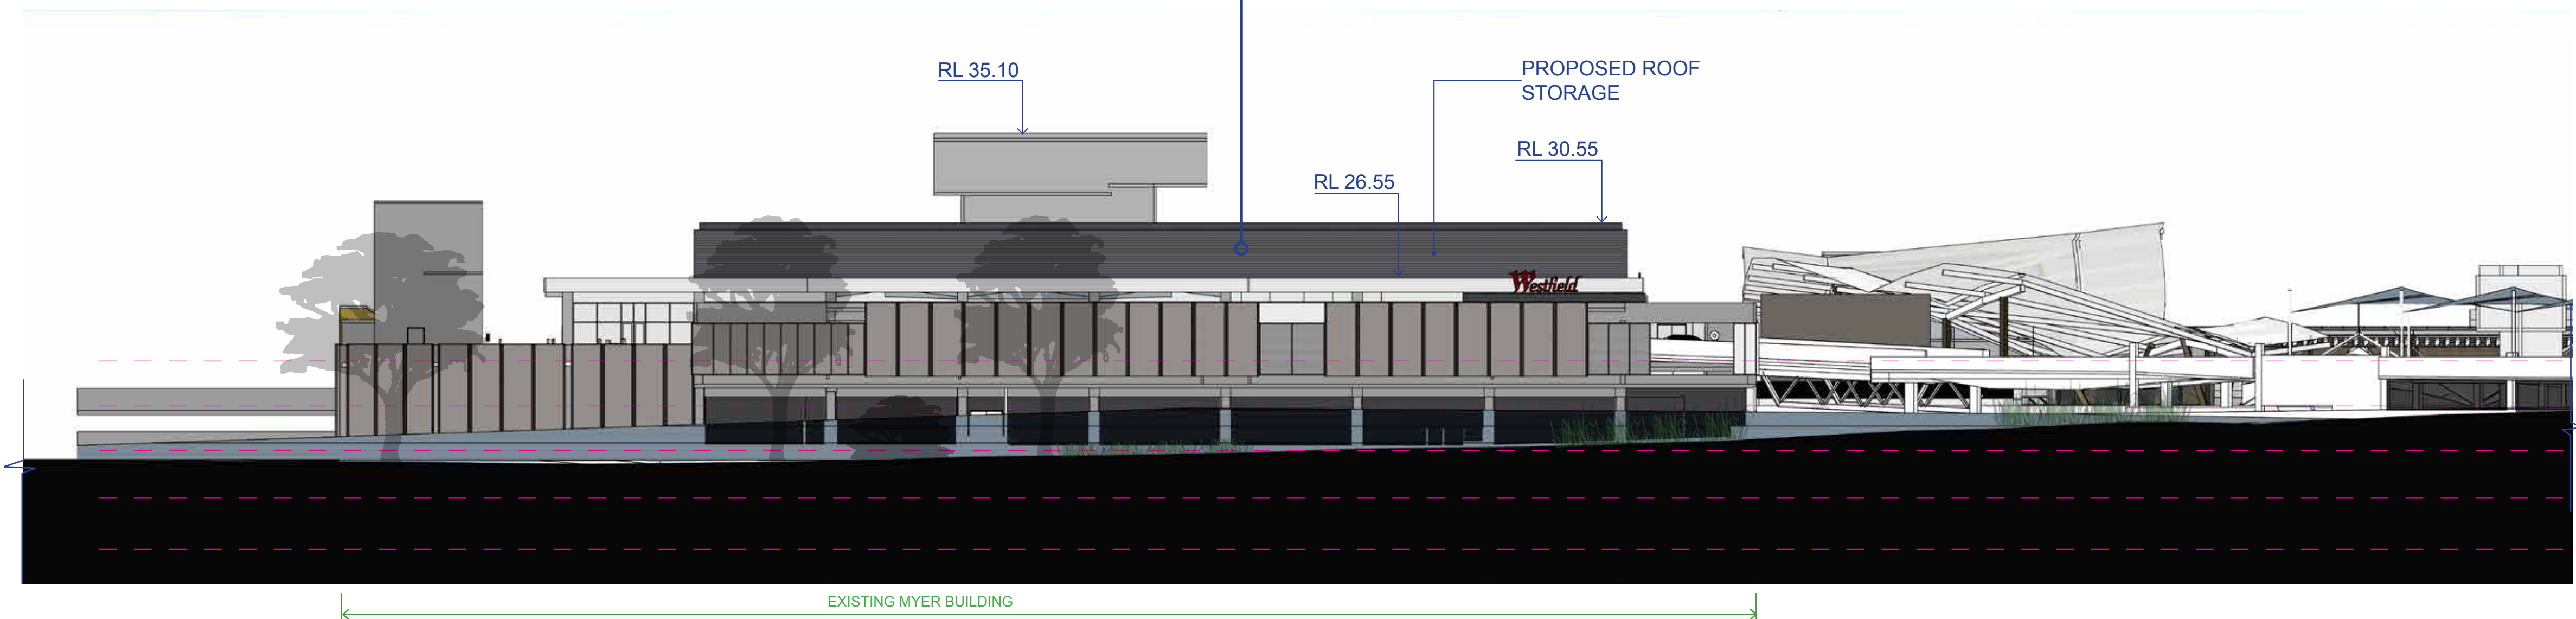 RL 35.10
PROPOSED ROOF
STORAGE
RL 30.55
RL 26.55
Westfield
EXISTING MYER BUILDING